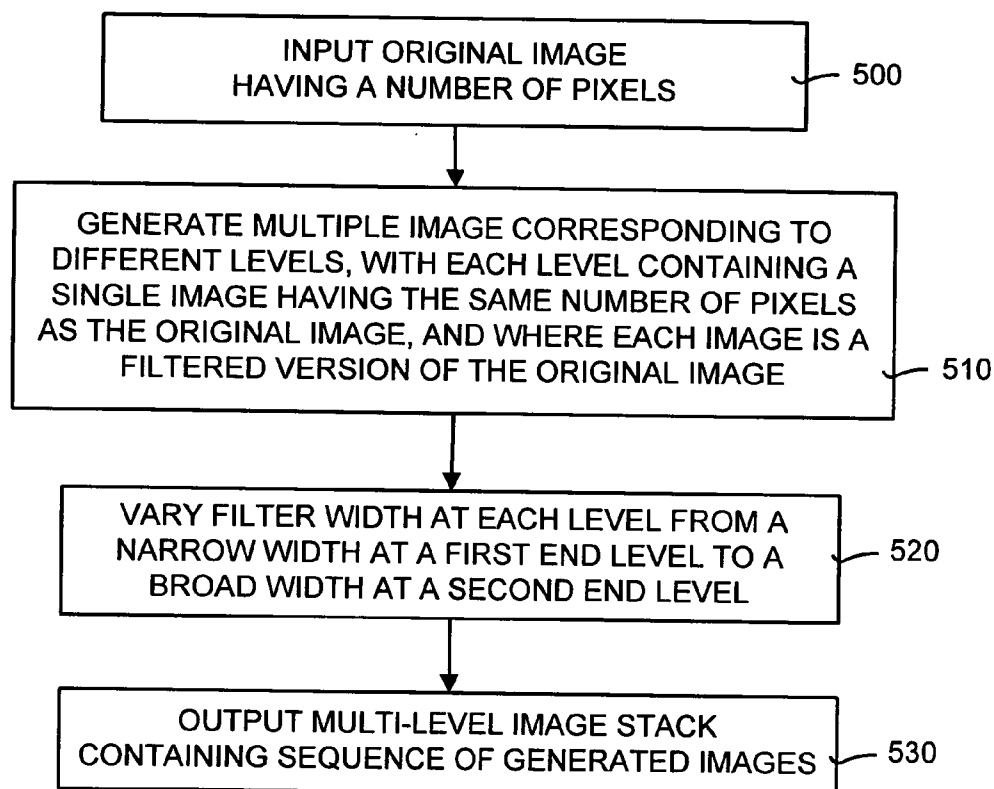 INPUT ORIGINAL IMAGE
HAVING A NUMBER OF PIXELS
500
GENERATE MULTIPLE IMAGE CORRESPONDING TO
DIFFERENT LEVELS, WITH EACH LEVEL CONTAINING A
SINGLE IMAGE HAVING THE SAME NUMBER OF PIXELS
AS THE ORIGINAL IMAGE, AND WHERE EACH IMAGE IS A
FILTERED VERSION OF THE ORIGINAL IMAGE
510
VARY FILTER WIDTH AT EACH LEVEL FROM A
NARROW WIDTH AT A FIRST END LEVEL TO A
BROAD WIDTH AT A SECOND END LEVEL
520
OUTPUT MULTI-LEVEL IMAGE STACK
CONTAINING SEQUENCE OF GENERATED IMAGES
530